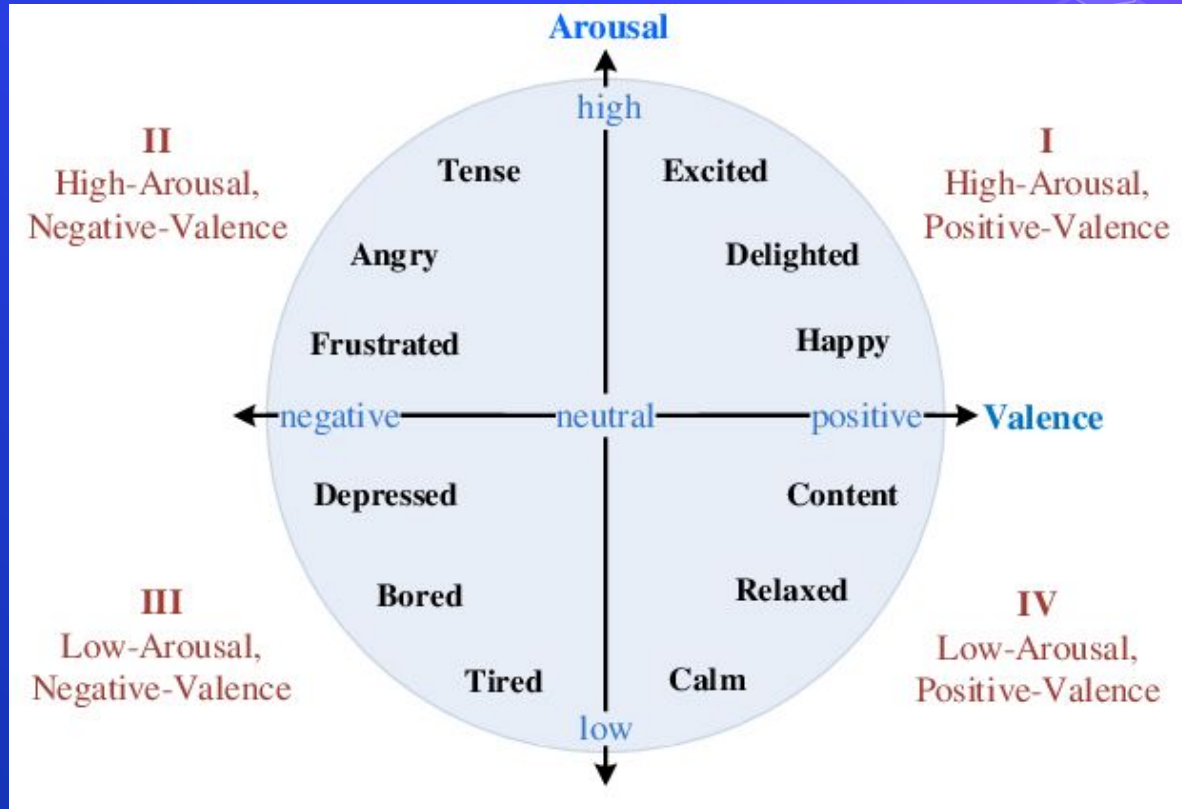 Arousal
high
II
High-Arousal,
Negative-Valence
I
High-Arousal,
Positive-Valence
Tense
Excited
Angry
Delighted
Frustrated
Happy
negative
neutral
positive
Valence
Depressed
Content
Bored
Relaxed
III
Low-Arousal,
Negative-Valence
IV
Low-Arousal,
Positive-Valence
Tired
Calm
low